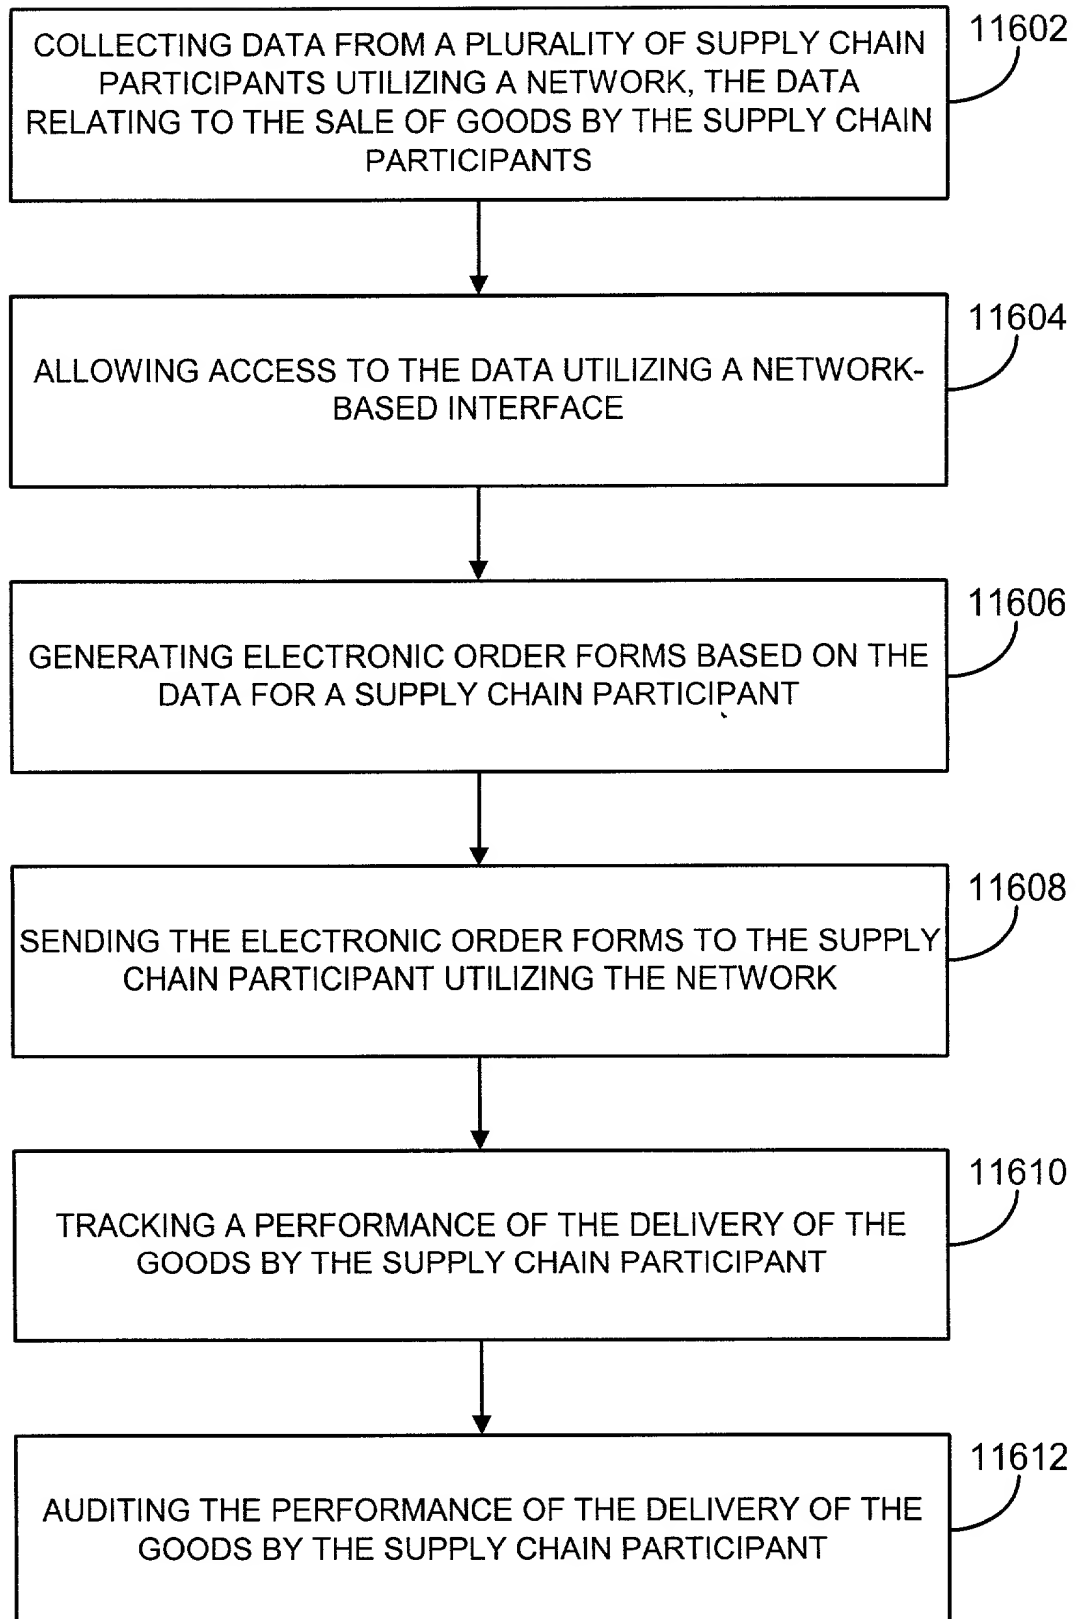 COLLECTING DATA FROM A PLURALITY OF SUPPLY CHAIN
PARTICIPANTS UTILIZING A NETWORK, THE DATA
RELATING TO THE SALE OF GOODS BY THE SUPPLY CHAIN
PARTICIPANTS
11602
ALLOWING ACCESS TO THE DATA UTILIZING A NETWORK-
BASED INTERFACE
11604
GENERATING ELECTRONIC ORDER FORMS BASED ON THE
DATA FOR A SUPPLY CHAIN PARTICIPANT
11606
SENDING THE ELECTRONIC ORDER FORMS TO THE SUPPLY
CHAIN PARTICIPANT UTILIZING THE NETWORK
11608
TRACKING A PERFORMANCE OF THE DELIVERY OF THE
GOODS BY THE SUPPLY CHAIN PARTICIPANT
11610
AUDITING THE PERFORMANCE OF THE DELIVERY OF THE
GOODS BY THE SUPPLY CHAIN PARTICIPANT
11612